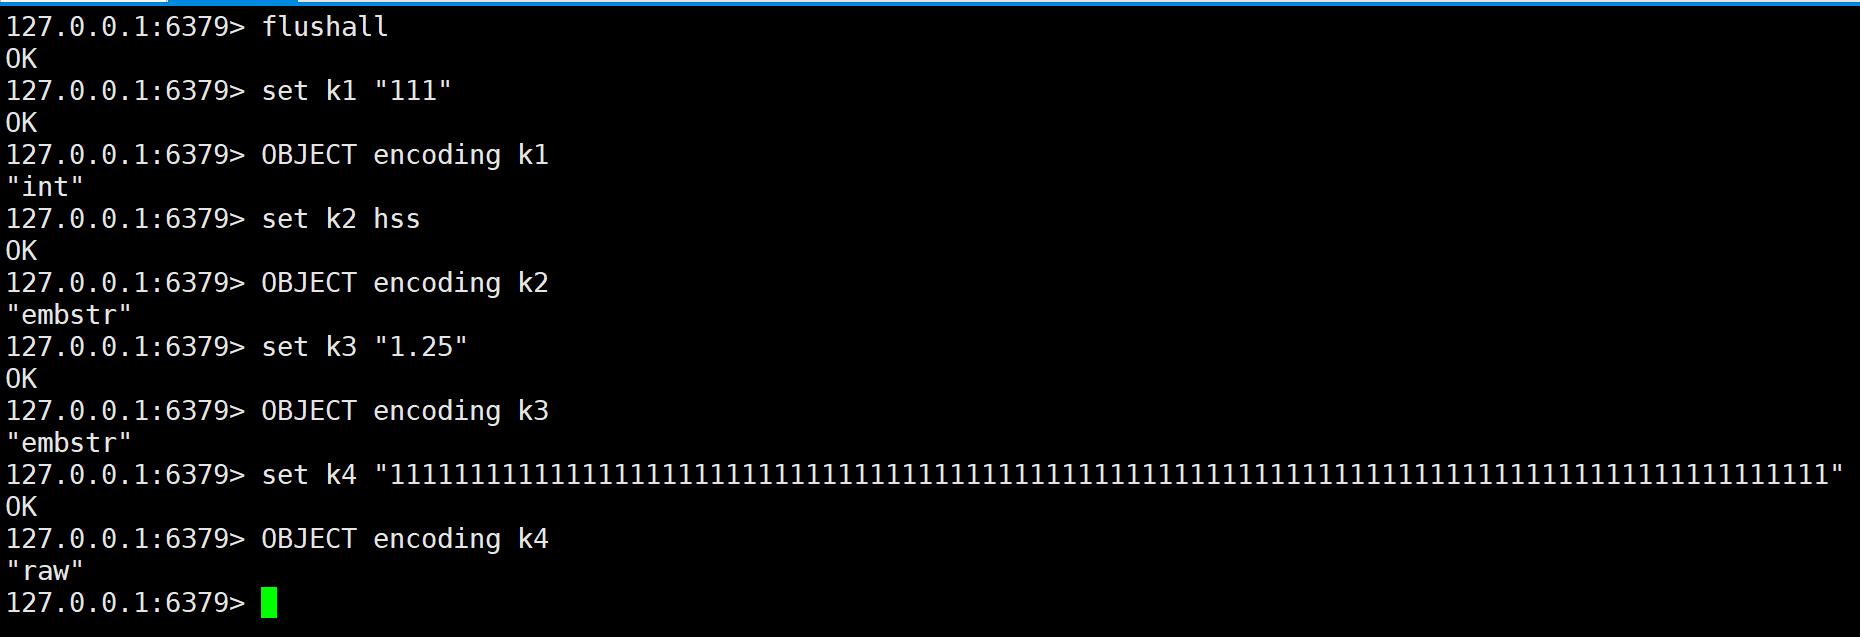 127.0.0.1:6379> flushall
OK
127.0.0.1:6379> set k1 "111"
OK
127.0.0.1:6379> OBJECT encoding k1
"int"
127.0.0.1:6379> set k2 hss
OK
127.0.0.1:6379> OBJECT encoding k2
"embstr"
127.0.0.1:6379> set k3 "1.25"
OK
127.0.0.1:6379> OBJECT encoding k3
"embstr"
127.0.0.1:6379> set k4 "111111111111111111111111111111111111111111111111111111111111111111111111111111111111111111"
OK
127.0.0.1:6379> OBJECT encoding k4
"raw"
127.0.0.1:6379>